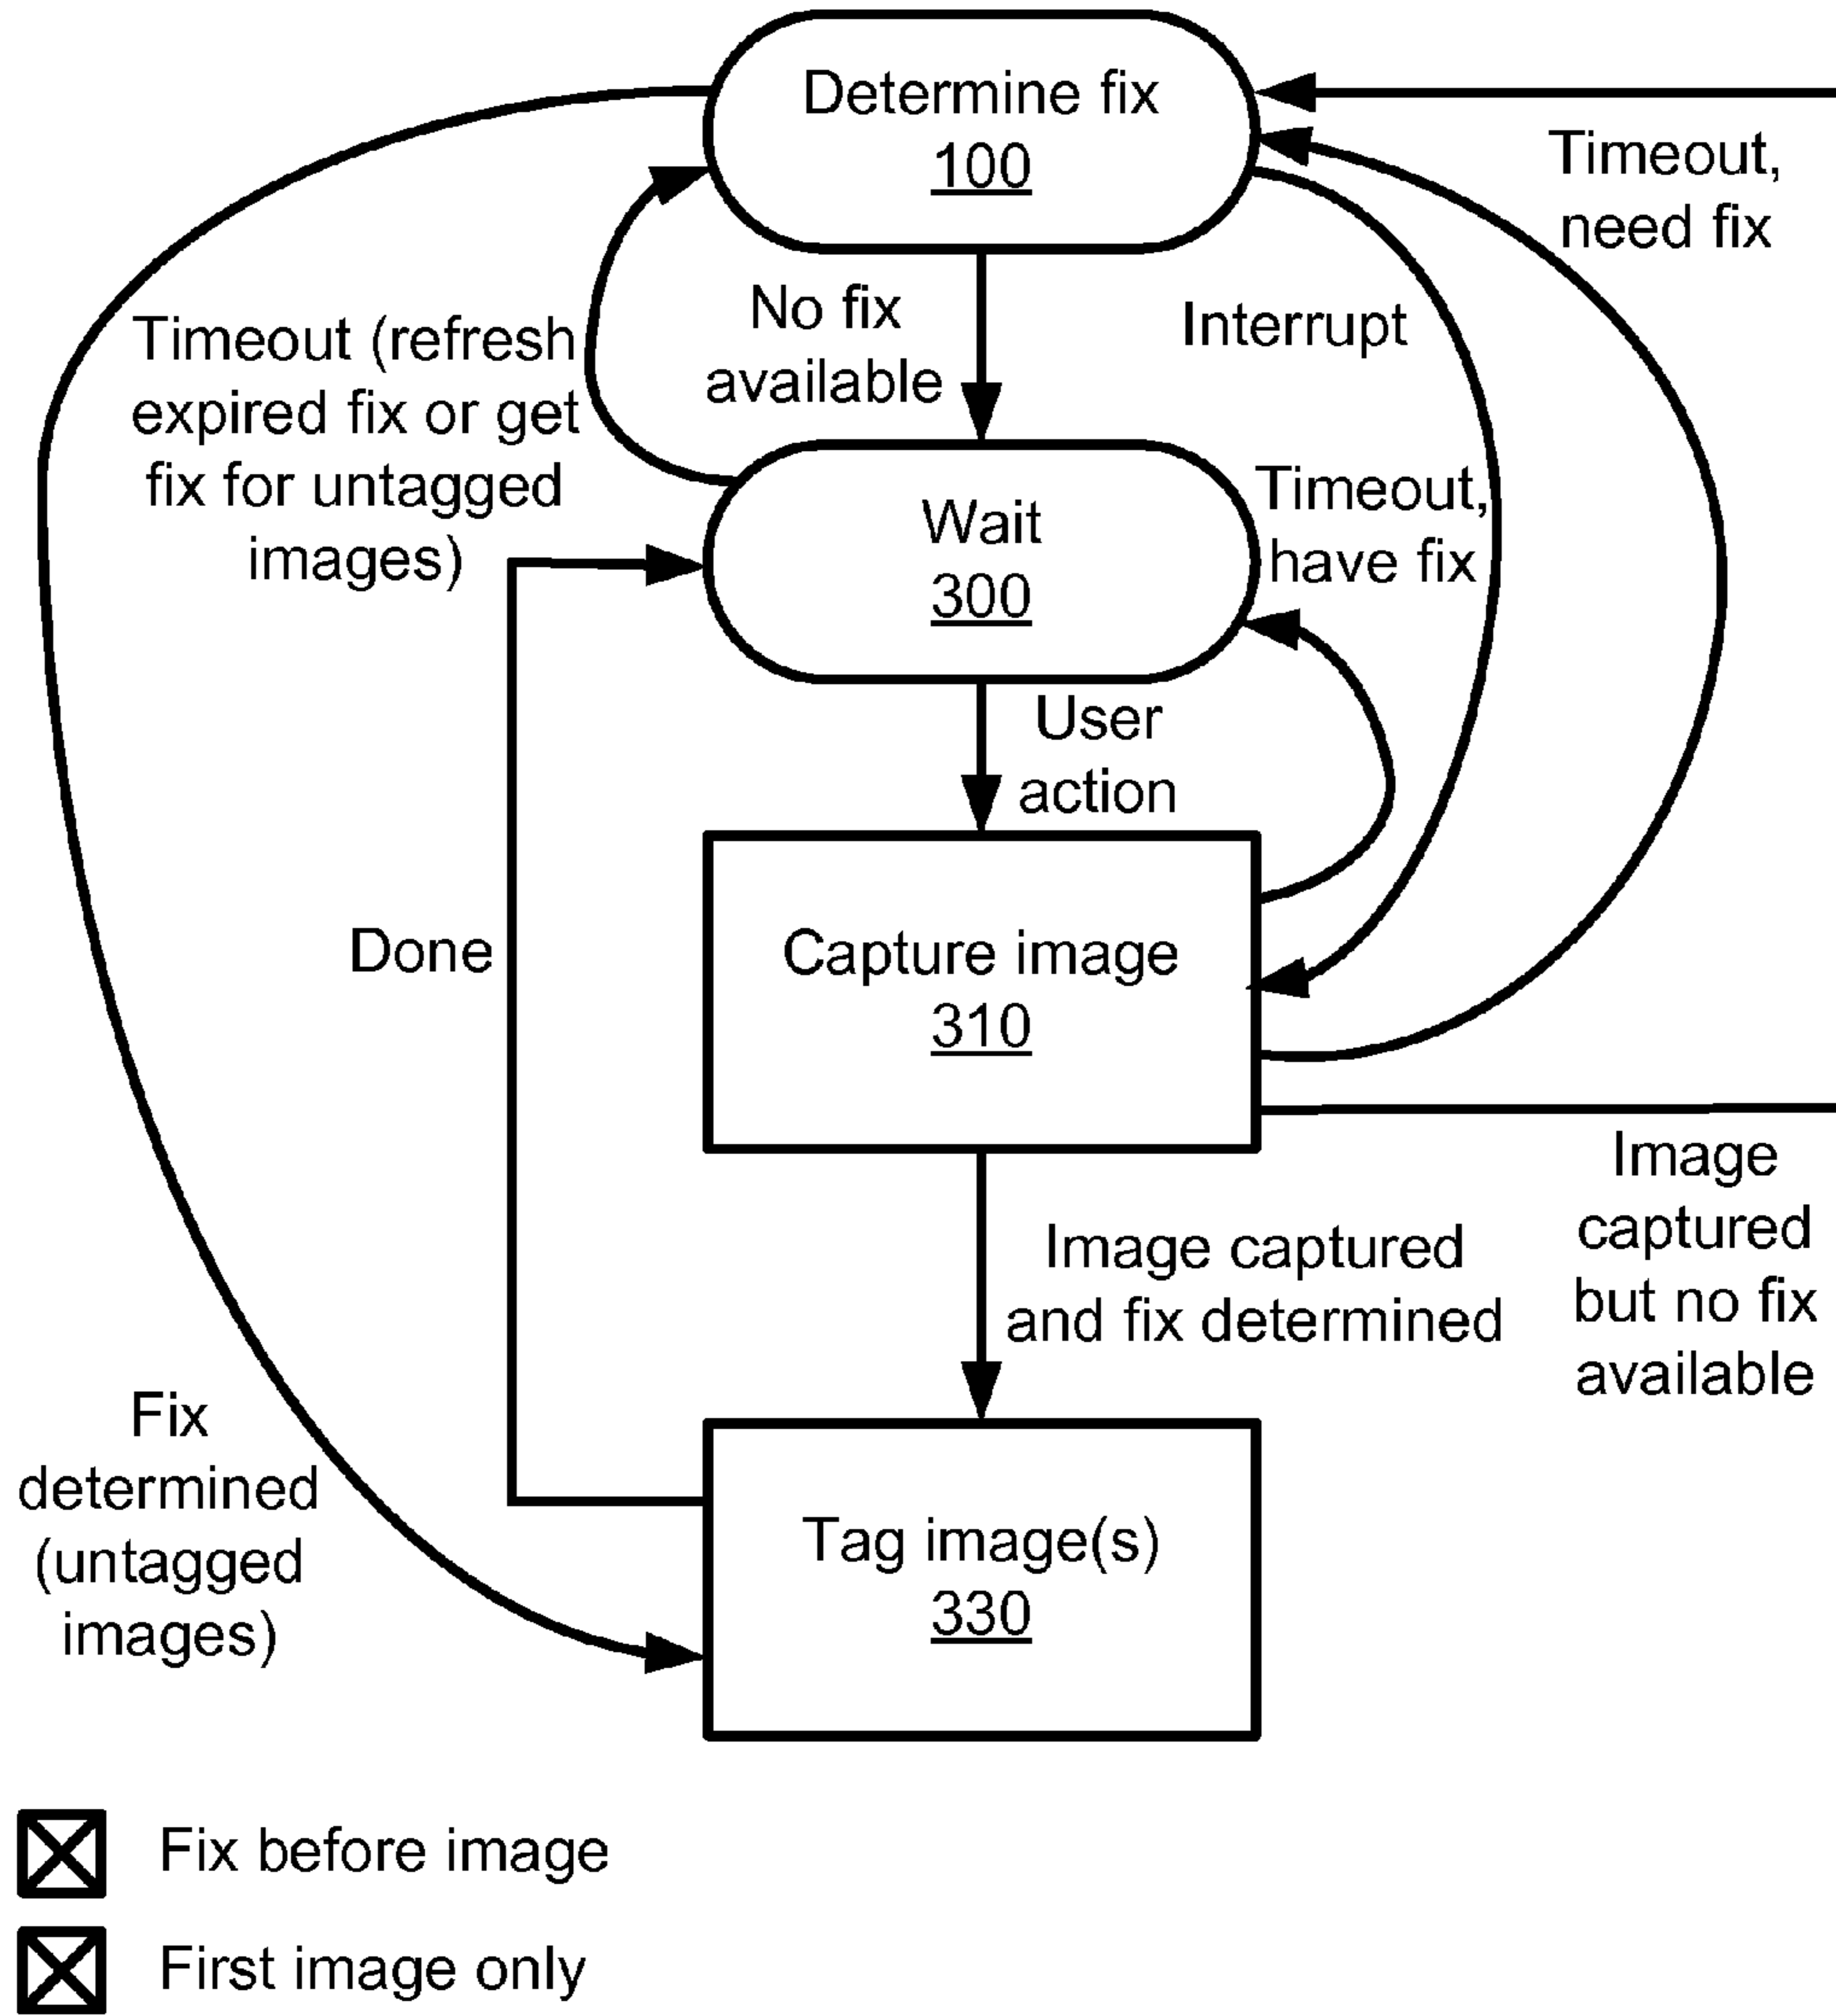 Determine fix
100
Timeout,
need fix
No fix
available
Interrupt
Timeout (refresh
expired fix or get
fix for untagged
images)
Wait
300
Timeout,
have fix
User
action
Done
Capture image
310
Image captured
and fix determined
Image
captured
but no fix
available
Fix
determined
(untagged
images)
Tag image(s)
330
Fix before image
First image only